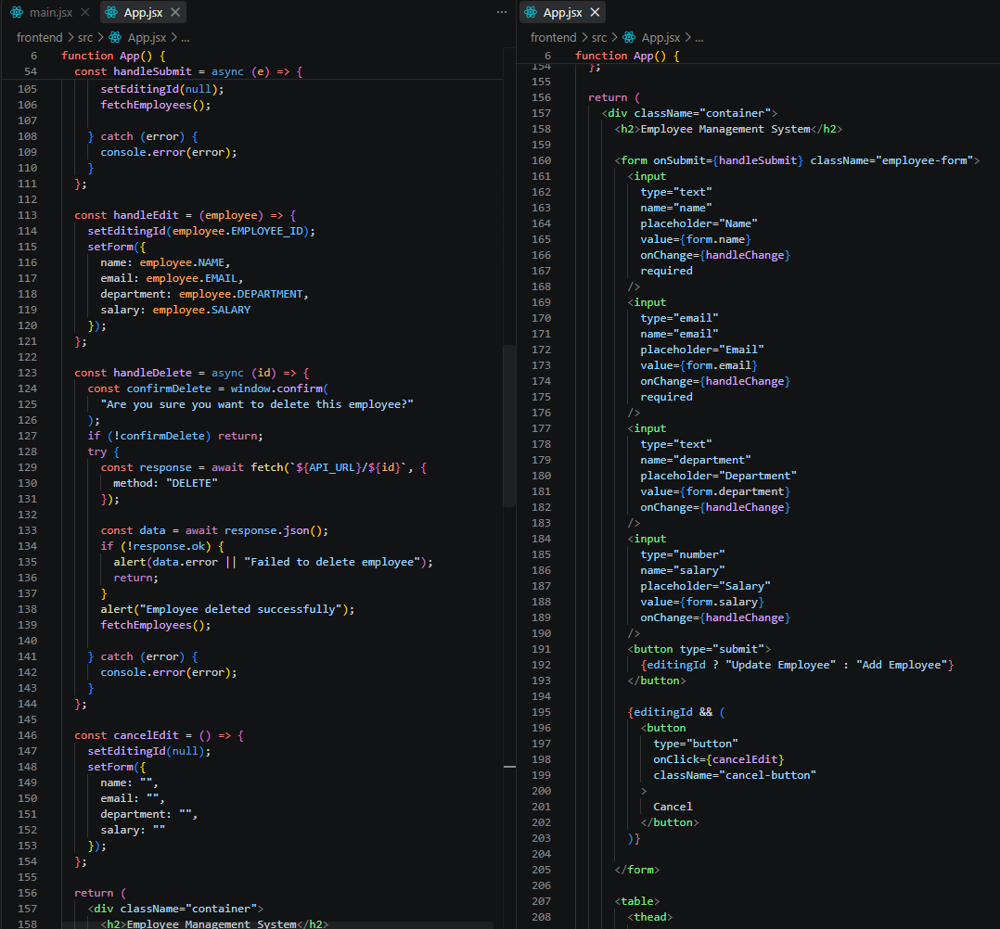 main.jsx
App.jsx
...
frontend > src > App.jsx > ...
6 function App() {
54 const handleSubmit = async (e) => {
105 setEditingId(null);
106 fetchEmployees();
107
108 } catch (error) {
109 console.error(error);
110 }
111 };
112
113 const handleEdit = (employee) => {
114 setEditingId(employee.EMPLOYEE_ID);
115 setForm({
116 name: employee.NAME,
117 email: employee.EMAIL,
118 department: employee.DEPARTMENT,
119 salary: employee.SALARY
120 });
121 };
122
123 const handleDelete = async (id) => {
124 const confirmDelete = window.confirm(
125 "Are you sure you want to delete this employee?"
126 );
127 if (!confirmDelete) return;
128 try {
129 const response = await fetch(`${API_URL}/${id}`, {
130 method: "DELETE"
131 });
132
133 const data = await response.json();
134 if (!response.ok) {
135 alert(data.error || "Failed to delete employee");
136 return;
137 }
138 alert("Employee deleted successfully");
139 fetchEmployees();
140
141 } catch (error) {
142 console.error(error);
143 }
144 };
145
146 const cancelEdit = () => {
147 setEditingId(null);
148 setForm({
149 name: "",
150 email: "",
151 department: "",
152 salary: ""
153 });
154 };
155
156 return (
157 <div className="container">
158 <h2>Employee Management System</h2>
App.jsx
frontend > src > App.jsx > ...
6 function App() {
154 };
155
156 return (
157 <div className="container">
158 <h2>Employee Management System</h2>
159
160 <form onSubmit={handleSubmit} className="employee-form">
161 <input
162 type="text"
163 name="name"
164 placeholder="Name"
165 value={form.name}
166 onChange={handleChange}
167 required
168 />
169 <input
170 type="email"
171 name="email"
172 placeholder="Email"
173 value={form.email}
174 onChange={handleChange}
175 required
176 />
177 <input
178 type="text"
179 name="department"
180 placeholder="Department"
181 value={form.department}
182 onChange={handleChange}
183 />
184 <input
185 type="number"
186 name="salary"
187 placeholder="Salary"
188 value={form.salary}
189 onChange={handleChange}
190 />
191 <button type="submit">
192 {editingId ? "Update Employee" : "Add Employee"}
193 </button>
194
195 {editingId && (
196 <button
197 type="button"
198 onClick={cancelEdit}
199 className="cancel-button"
200 >
201 Cancel
202 </button>
203 )}
204
205 </form>
206
207 <table>
208 <thead>